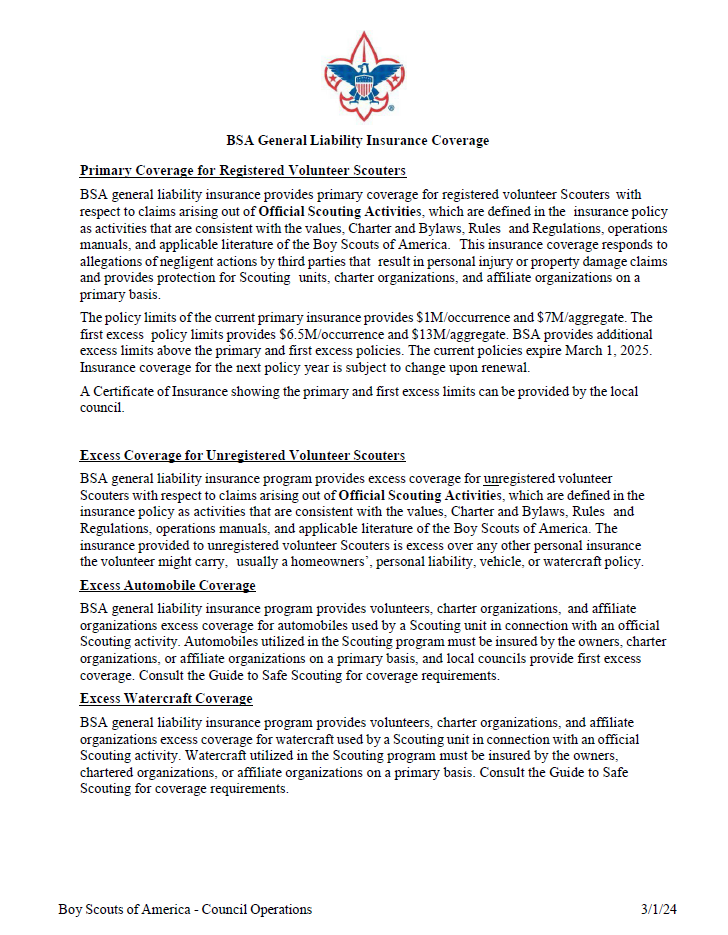 BSA General Liability Insurance Coverage
Primary Coverage for Registered Volunteer Scouters
BSA general liability insurance provides primary coverage for registered volunteer Scouters with
respect to claims arising out of Official Scouting Activities, which are defined in the insurance policy
as activities that are consistent with the values, Charter and Bylaws, Rules and Regulations, operations
manuals, and applicable literature of the Boy Scouts of America. This insurance coverage responds to
allegations of negligent actions by third parties that result in personal injury or property damage claims
and provides protection for Scouting units, charter organizations, and affiliate organizations on a
primary basis.
The policy limits of the current primary insurance provides $1M/occurrence and $7M/aggregate. The
first excess policy limits provides $6.5M/occurrence and $13M/aggregate. BSA provides additional
excess limits above the primary and first excess policies. The current policies expire March 1, 2025.
Insurance coverage for the next policy year is subject to change upon renewal.
A Certificate of Insurance showing the primary and first excess limits can be provided by the local
council.
Excess Coverage for Unregistered Volunteer Scouters
BSA general liability insurance program provides excess coverage for unregistered volunteer
Scouters with respect to claims arising out of Official Scouting Activities, which are defined in the
insurance policy as activities that are consistent with the values, Charter and Bylaws, Rules and
Regulations, operations manuals, and applicable literature of the Boy Scouts of America. The
insurance provided to unregistered volunteer Scouters is excess over any other personal insurance
the volunteer might carry, usually a homeowners', personal liability, vehicle, or watercraft policy.
Excess Automobile Coverage
BSA general liability insurance program provides volunteers, charter organizations, and affiliate
organizations excess coverage for automobiles used by a Scouting unit in connection with an official
Scouting activity. Automobiles utilized in the Scouting program must be insured by the owners, charter
organizations, or affiliate organizations on a primary basis, and local councils provide first excess
coverage. Consult the Guide to Safe Scouting for coverage requirements.
Excess Watercraft Coverage
BSA general liability insurance program provides volunteers, charter organizations, and affiliate
organizations excess coverage for watercraft used by a Scouting unit in connection with an official
Scouting activity. Watercraft utilized in the Scouting program must be insured by the owners,
chartered organizations, or affiliate organizations on a primary basis. Consult the Guide to Safe
Scouting for coverage requirements.
Boy Scouts of America - Council Operations 3/1/24